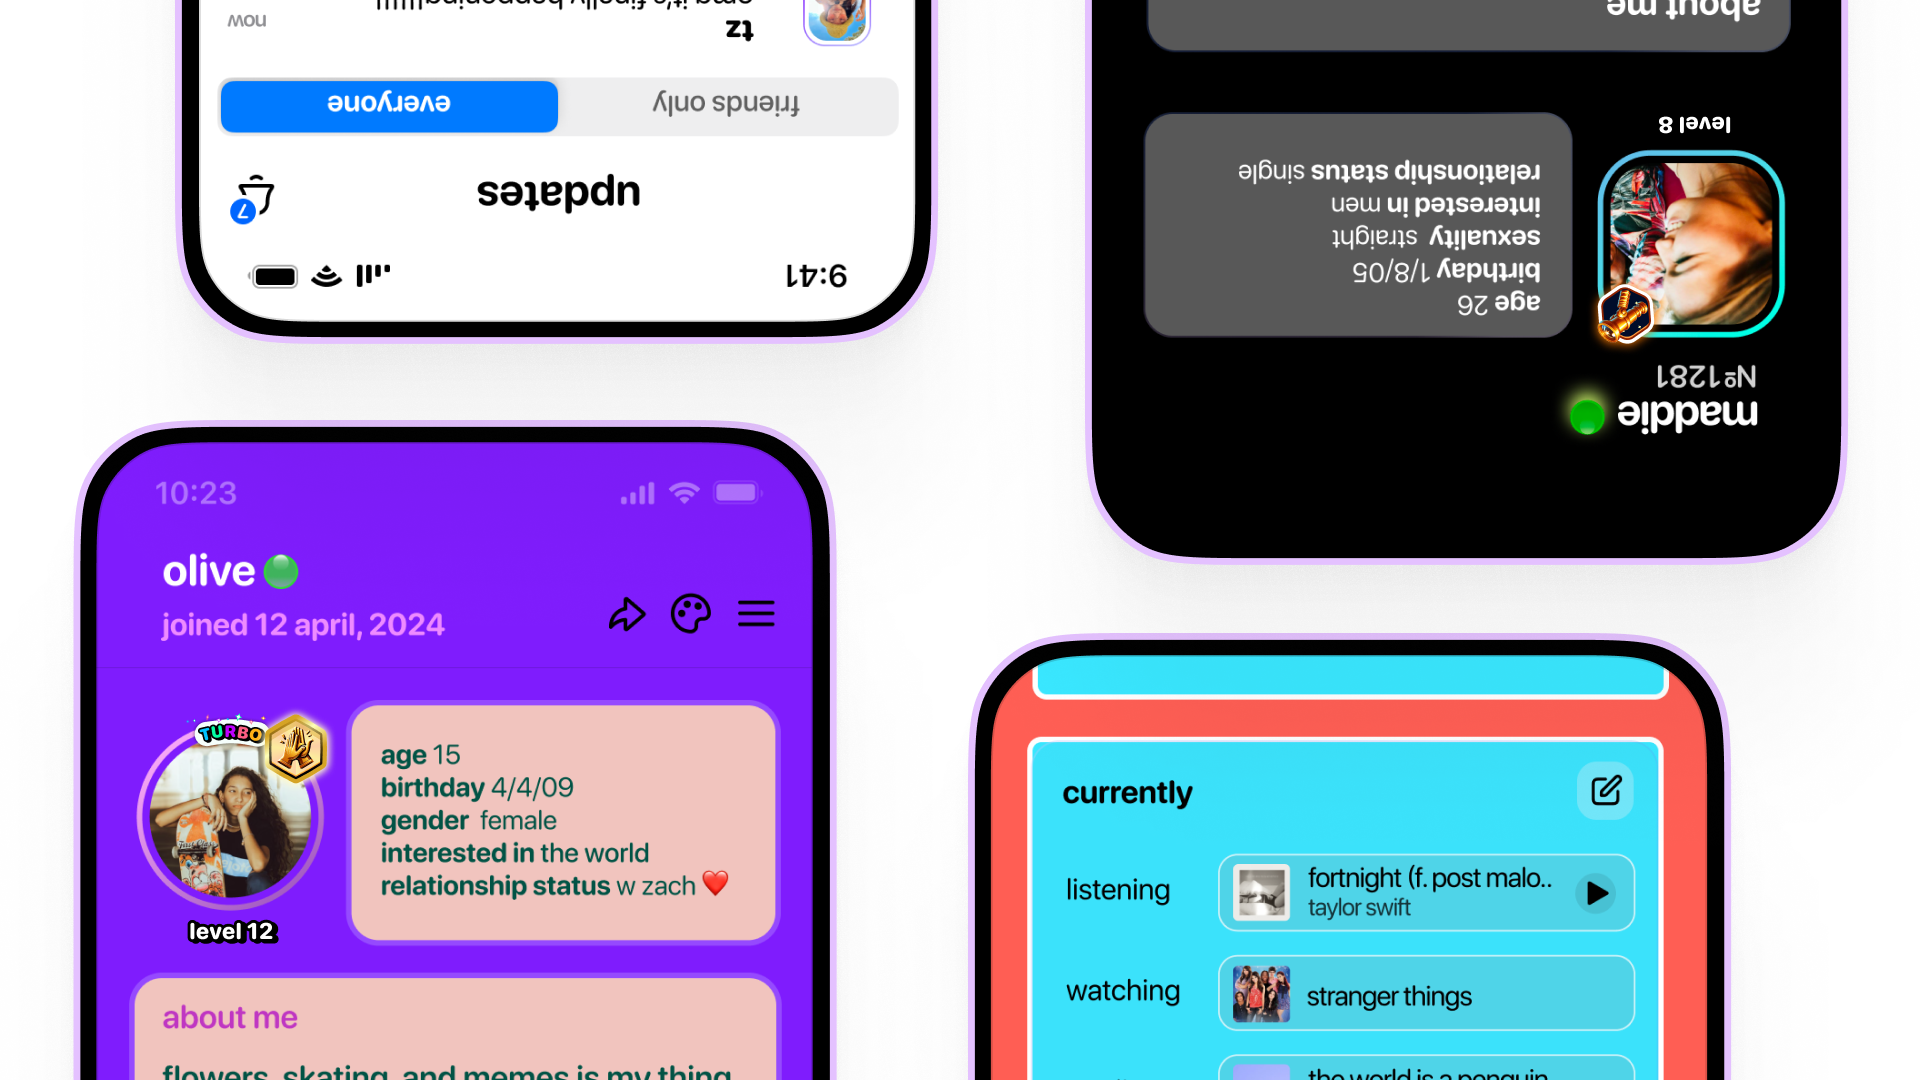 9:41
updates
7
friends only
everyone
tz
now
omg it's finally happening!!!!!!
maddie
№1281
level 8
age 26
birthday 1/8/05
sexuality straight
interested in men
relationship status single
about me
10:23
olive
joined 12 april, 2024
TURBO
level 12
age 15
birthday 4/4/09
gender female
interested in the world
relationship status w zach ❤️
about me
flowers, skating, and memes is my thing
currently
listening
fortnight (f. post malo..
taylor swift
watching
stranger things
the world is a penguin